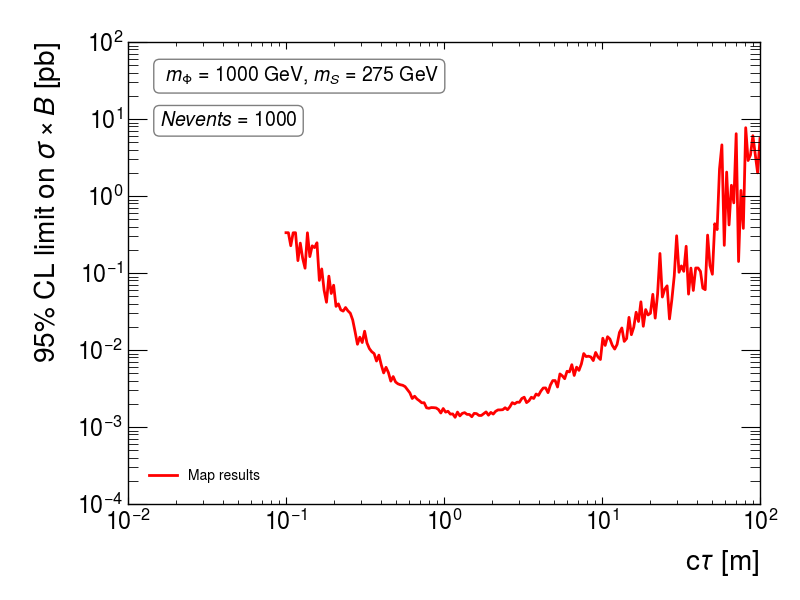 10²
m_Φ = 1000 GeV, m_S = 275 GeV
10¹
Nevents = 1000
10⁰
10⁻¹
10⁻²
10⁻³
10⁻⁴
95% CL limit on σ × B [pb]
Map results
10⁻² 10⁻¹ 10⁰ 10¹ 10²
cτ [m]